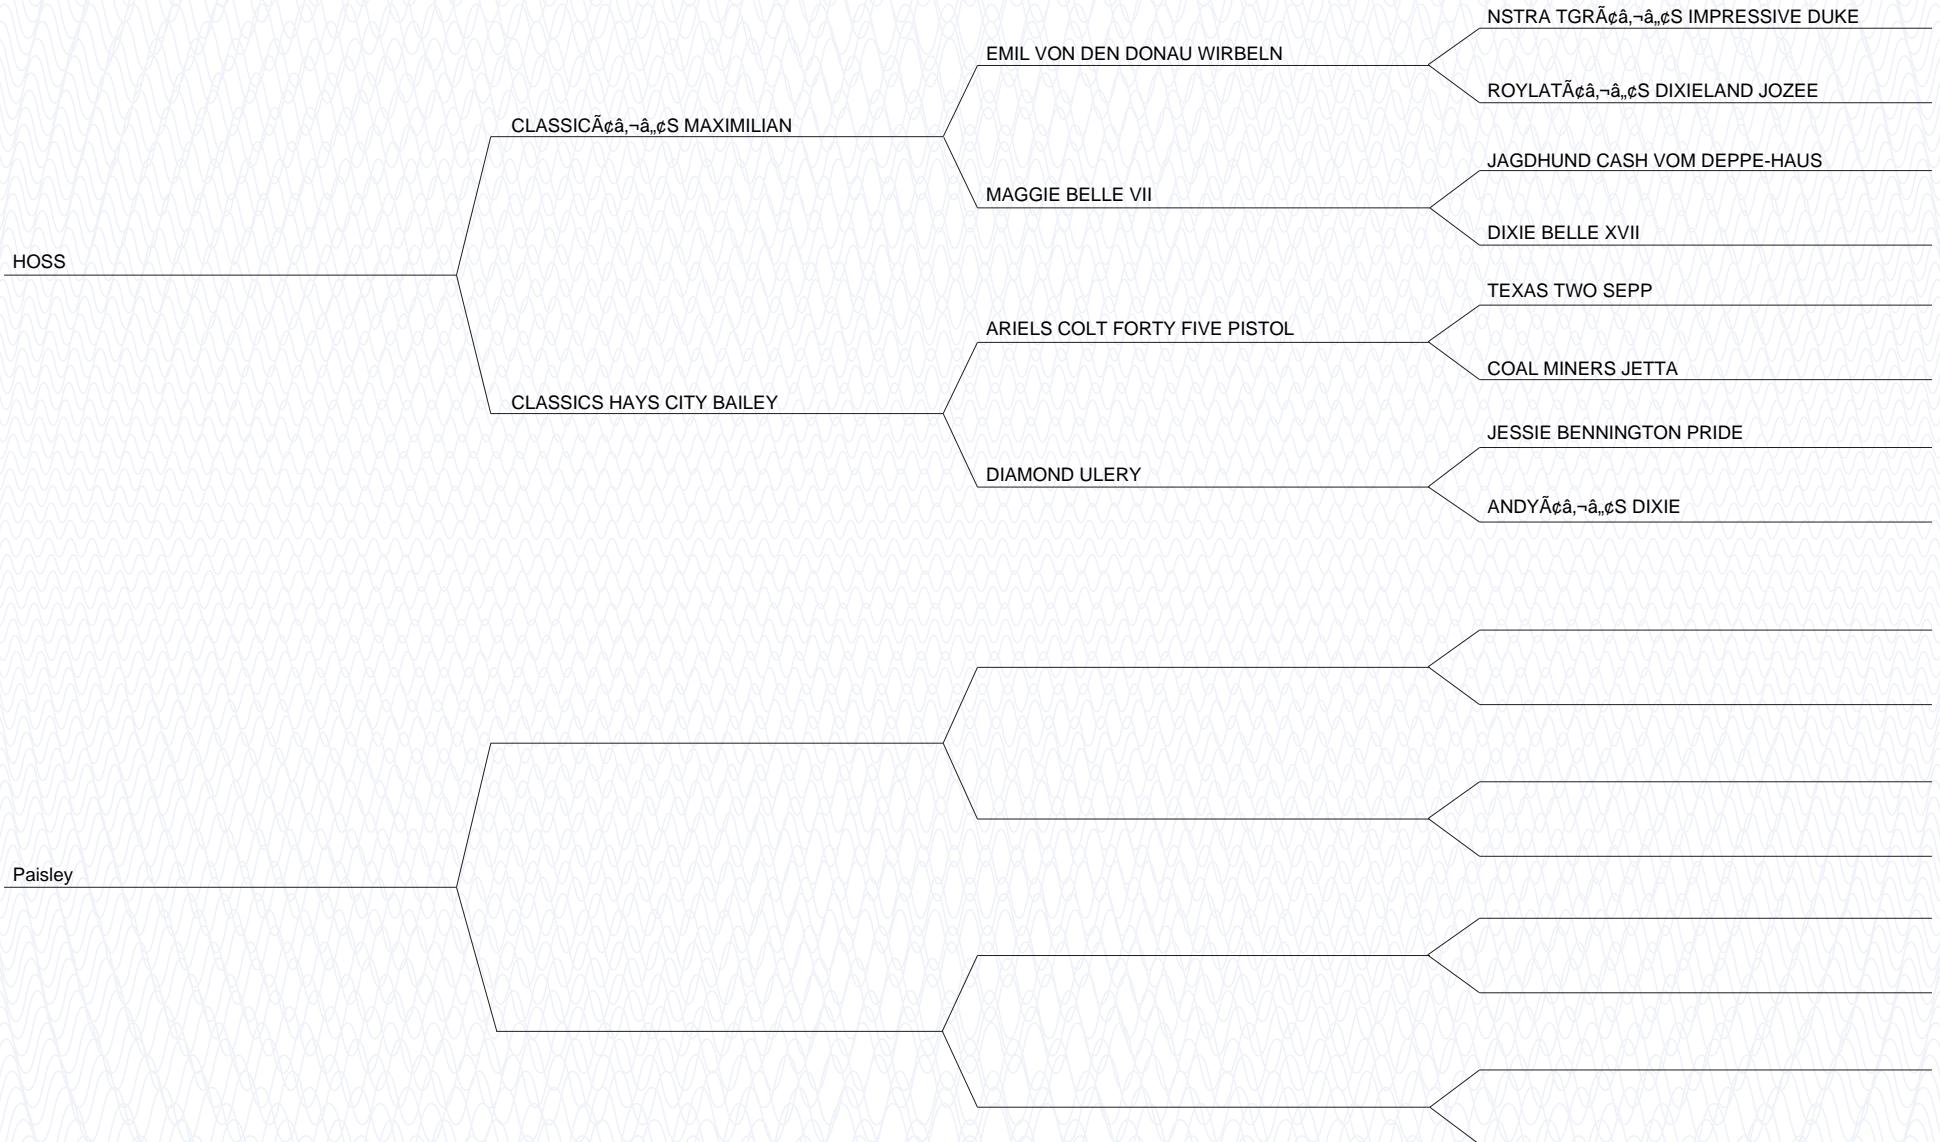 NSTRA TGRÃ¢â‚¬â„¢S IMPRESSIVE DUKE
EMIL VON DEN DONAU WIRBELN
ROYLATÃ¢â‚¬â„¢S DIXIELAND JOZEE
CLASSICÃ¢â‚¬â„¢S MAXIMILIAN
JAGDHUND CASH VOM DEPPE-HAUS
MAGGIE BELLE VII
DIXIE BELLE XVII
HOSS
TEXAS TWO SEPP
ARIELS COLT FORTY FIVE PISTOL
COAL MINERS JETTA
CLASSICS HAYS CITY BAILEY
JESSIE BENNINGTON PRIDE
DIAMOND ULERY
ANDYÃ¢â‚¬â„¢S DIXIE
Paisley